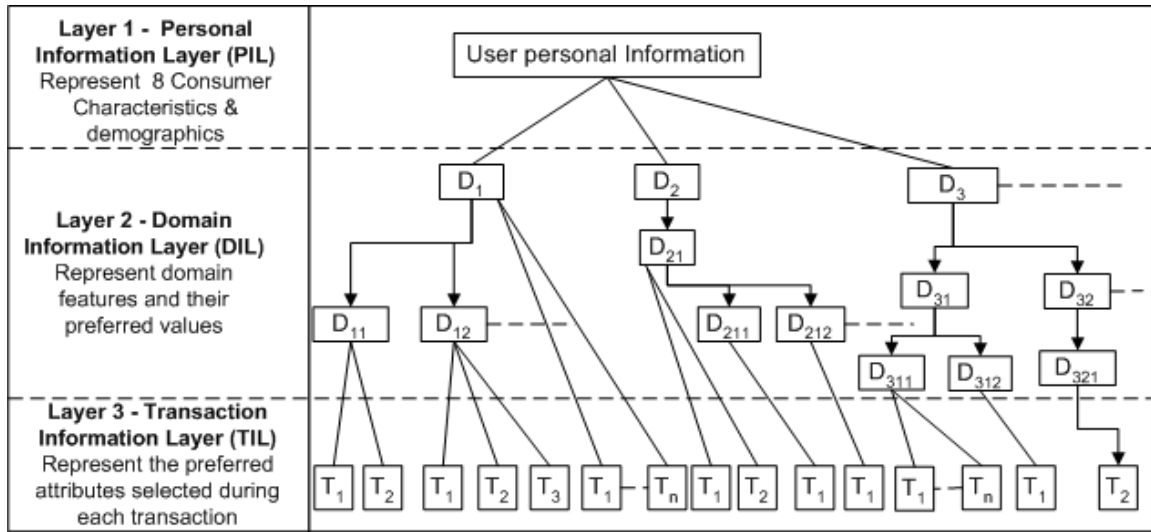 Layer 1 - Personal
Information Layer (PIL)
Represent 8 Consumer
Characteristics &
demographics
User personal Information
Layer 2 - Domain
Information Layer (DIL)
Represent domain
features and their
preferred values
D1 D2 D3
D21
D31 D32
D11 D12 D211 D212
D311 D312 D321
Layer 3 - Transaction
Information Layer (TIL)
Represent the preferred
attributes selected during
each transaction
T1 T2 T1 T2 T3 T1 Tn T1 T2 T1 T1 T1 Tn T1 T2